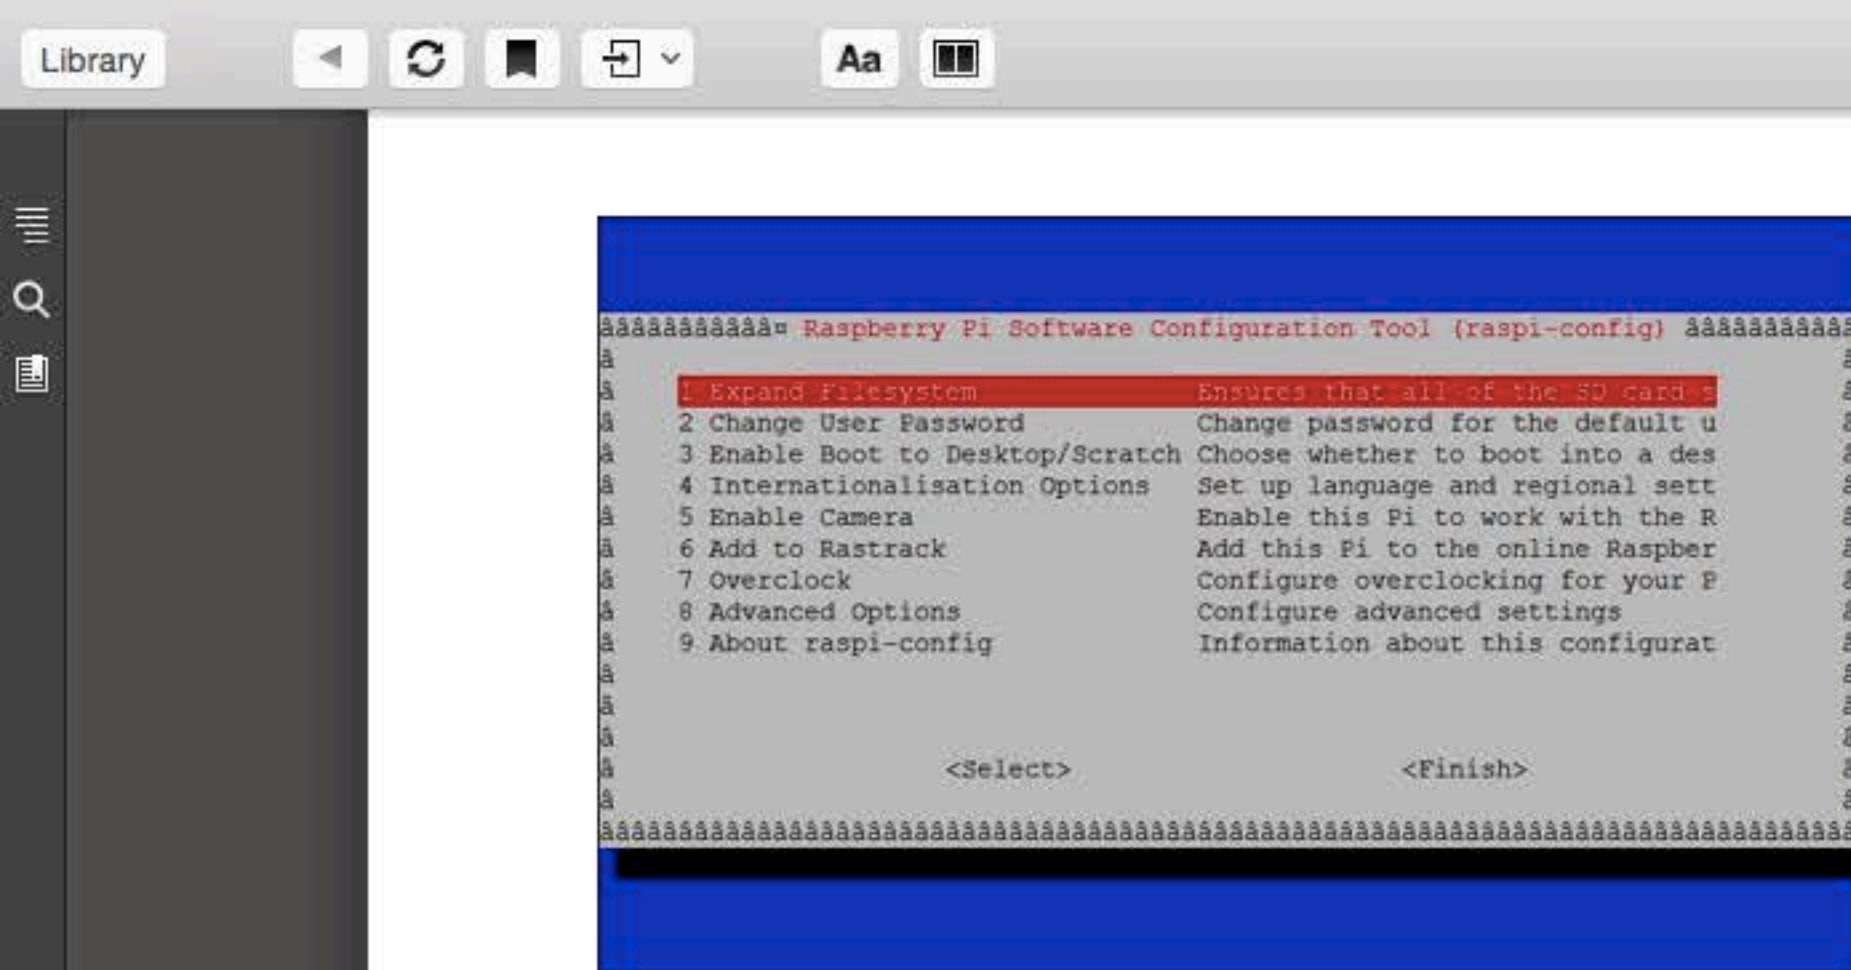 Library
Aa
ââââââââââ¤ Raspberry Pi Software Configuration Tool (raspi-config) ââââââââââ
1 Expand Filesystem Ensures that all of the SD card s
2 Change User Password Change password for the default u
3 Enable Boot to Desktop/Scratch Choose whether to boot into a des
4 Internationalisation Options Set up language and regional sett
5 Enable Camera Enable this Pi to work with the R
6 Add to Rastrack Add this Pi to the online Raspber
7 Overclock Configure overclocking for your P
8 Advanced Options Configure advanced settings
9 About raspi-config Information about this configurat
<Select> <Finish>